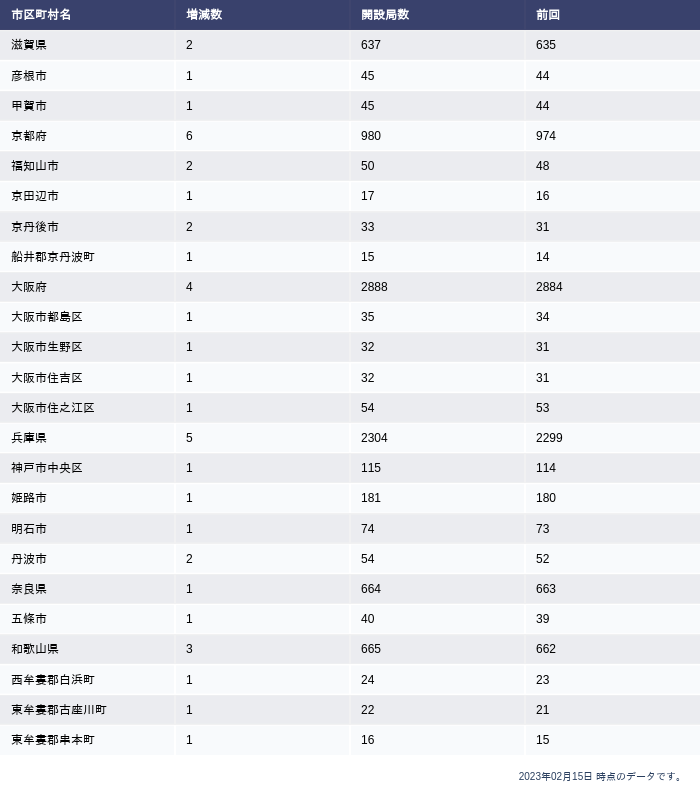 市区町村名 増減数 開設局数 前回
滋賀県 2 637 635
彦根市 1 45 44
甲賀市 1 45 44
京都府 6 980 974
福知山市 2 50 48
京田辺市 1 17 16
京丹後市 2 33 31
船井郡京丹波町 1 15 14
大阪府 4 2888 2884
大阪市都島区 1 35 34
大阪市生野区 1 32 31
大阪市住吉区 1 32 31
大阪市住之江区 1 54 53
兵庫県 5 2304 2299
神戸市中央区 1 115 114
姫路市 1 181 180
明石市 1 74 73
丹波市 2 54 52
奈良県 1 664 663
五條市 1 40 39
和歌山県 3 665 662
西牟婁郡白浜町 1 24 23
東牟婁郡古座川町 1 22 21
東牟婁郡串本町 1 16 15
2023年02月15日 時点のデータです。